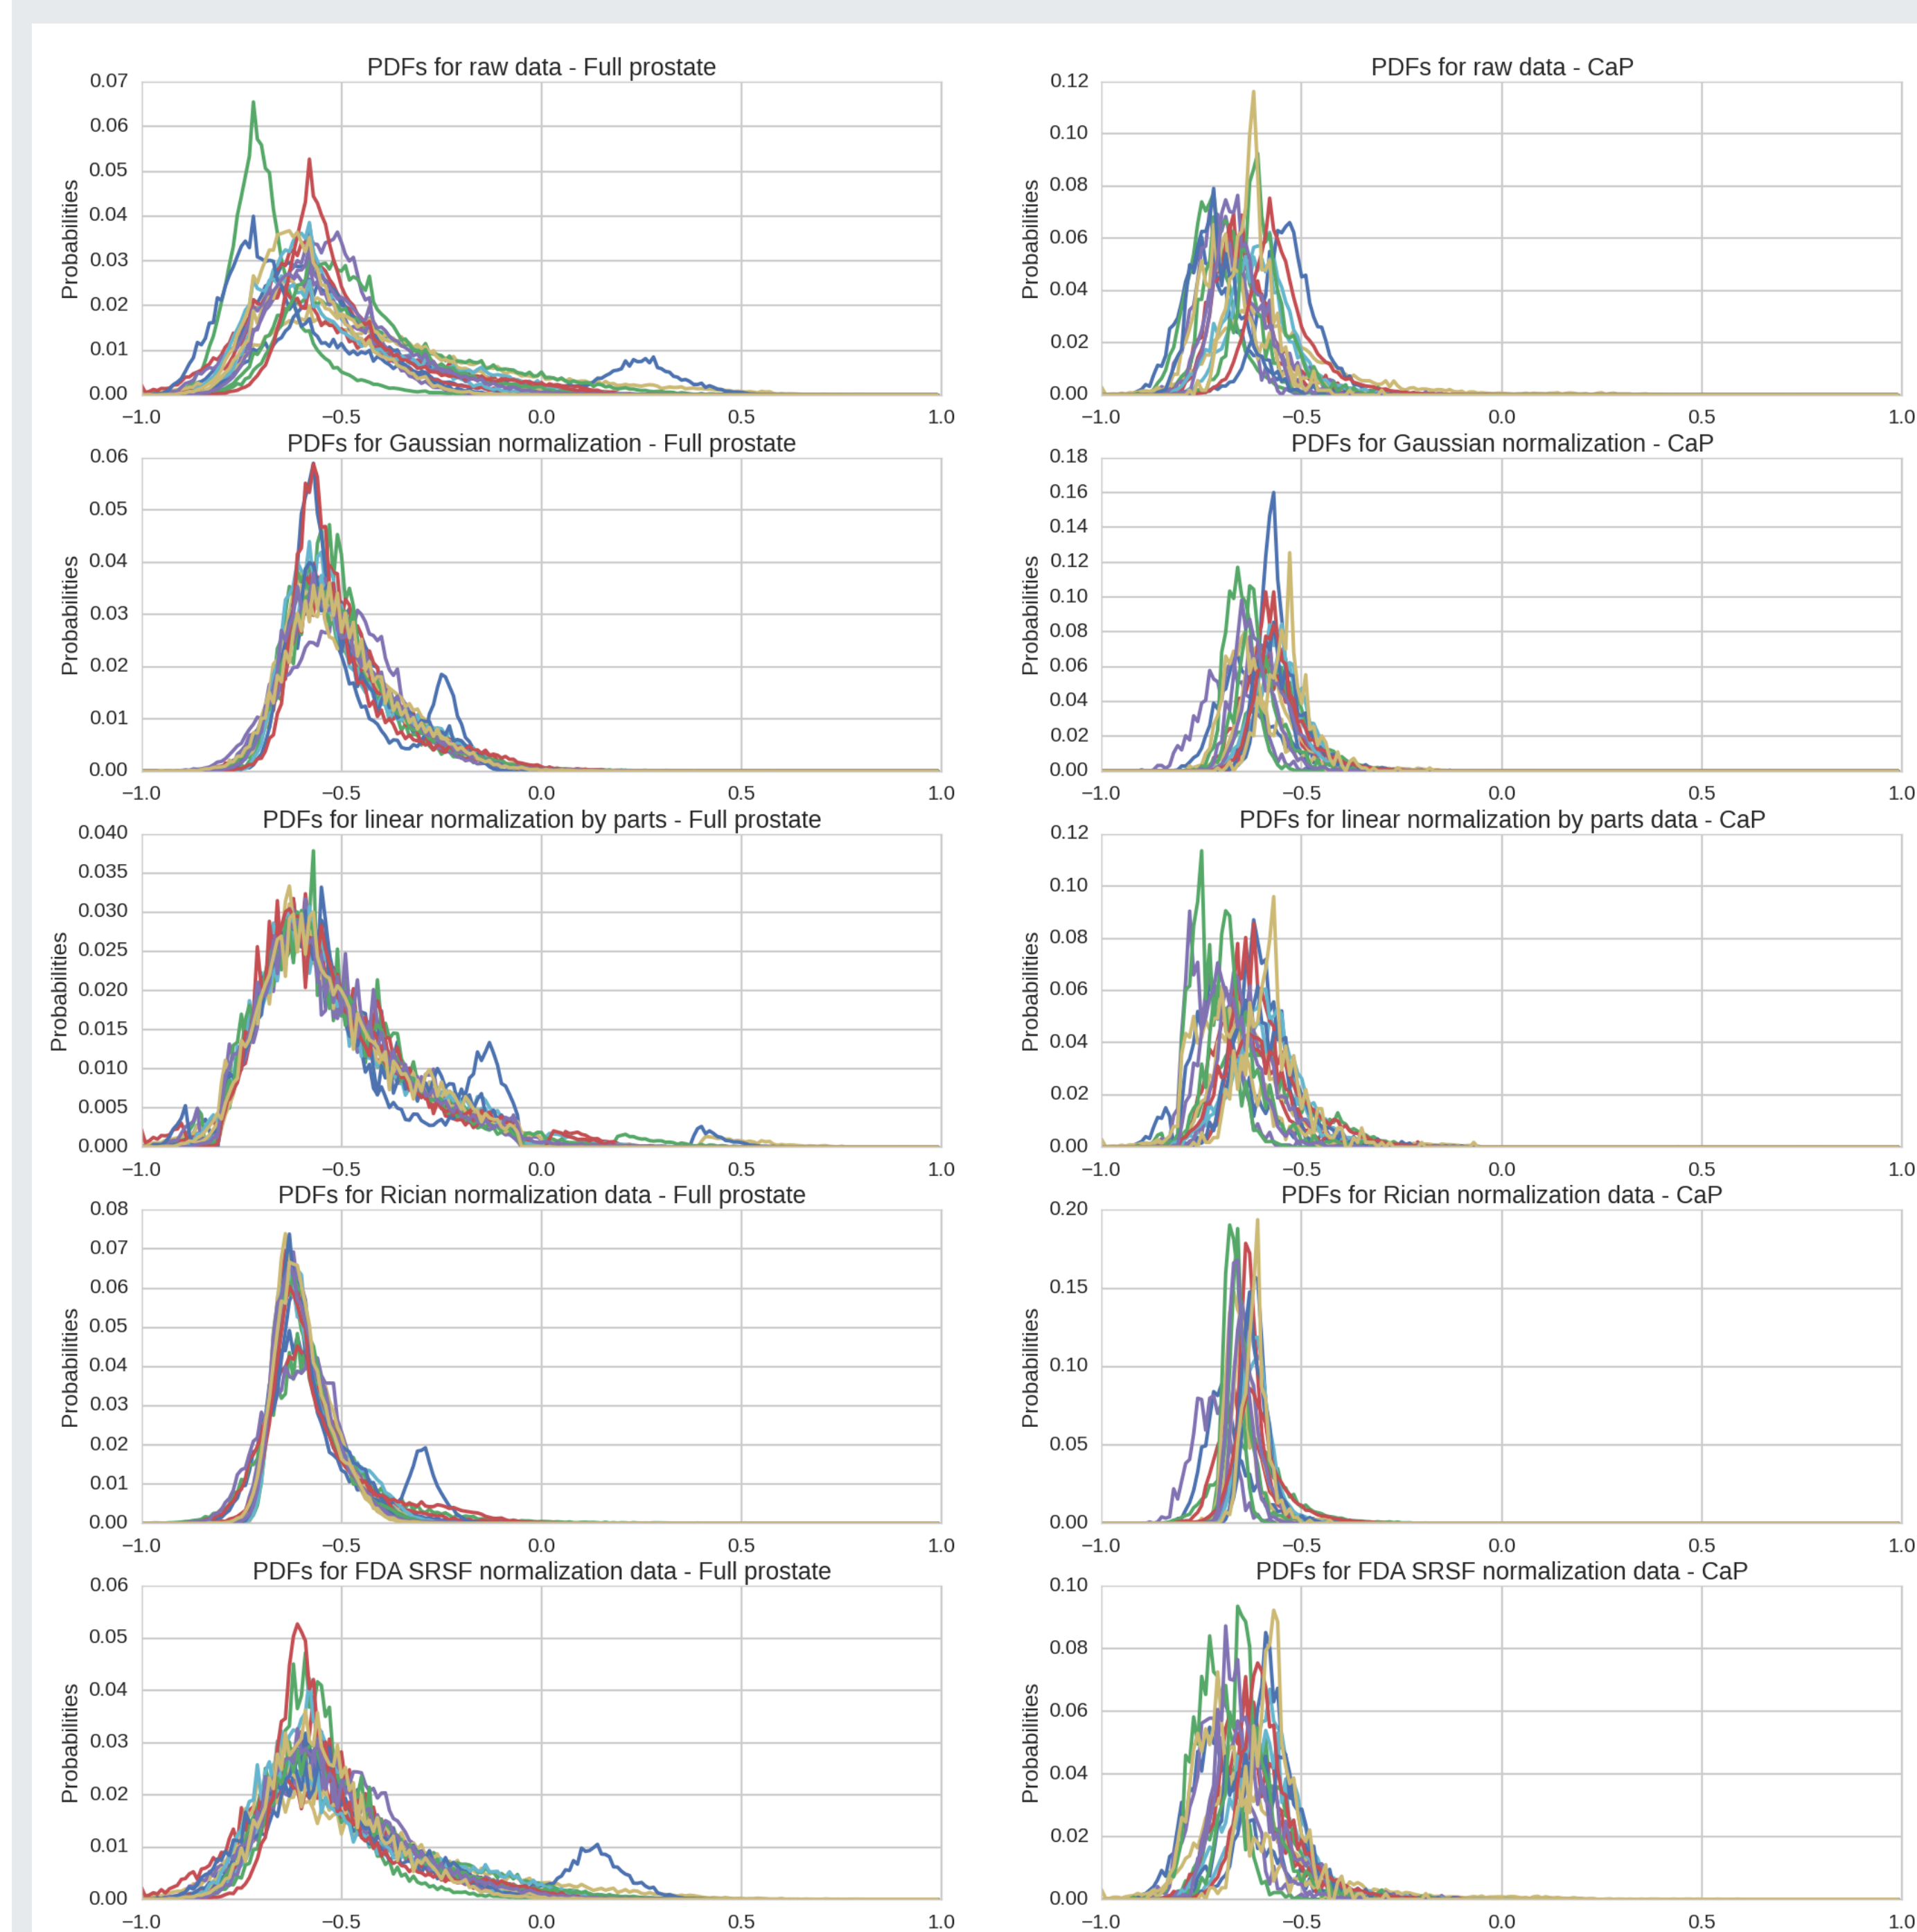 PDFs for raw data - Full prostate
0.07
0.06
0.05
0.04
0.03
0.02
0.01
0.00
Probabilities
−1.0 −0.5 0.0 0.5 1.0
PDFs for raw data - CaP
0.12
0.10
0.08
0.06
0.04
0.02
0.00
Probabilities
−1.0 −0.5 0.0 0.5 1.0
PDFs for Gaussian normalization - Full prostate
0.06
0.05
0.04
0.03
0.02
0.01
0.00
Probabilities
−1.0 −0.5 0.0 0.5 1.0
PDFs for Gaussian normalization - CaP
0.18
0.16
0.14
0.12
0.10
0.08
0.06
0.04
0.02
0.00
Probabilities
−1.0 −0.5 0.0 0.5 1.0
PDFs for linear normalization by parts - Full prostate
0.040
0.035
0.030
0.025
0.020
0.015
0.010
0.005
0.000
Probabilities
−1.0 −0.5 0.0 0.5 1.0
PDFs for linear normalization by parts data - CaP
0.12
0.10
0.08
0.06
0.04
0.02
0.00
Probabilities
−1.0 −0.5 0.0 0.5 1.0
PDFs for Rician normalization data - Full prostate
0.08
0.07
0.06
0.05
0.04
0.03
0.02
0.01
0.00
Probabilities
−1.0 −0.5 0.0 0.5 1.0
PDFs for Rician normalization data - CaP
0.20
0.15
0.10
0.05
0.00
Probabilities
−1.0 −0.5 0.0 0.5 1.0
PDFs for FDA SRSF normalization data - Full prostate
0.06
0.05
0.04
0.03
0.02
0.01
0.00
Probabilities
−1.0 −0.5 0.0 0.5 1.0
PDFs for FDA SRSF normalization data - CaP
0.10
0.08
0.06
0.04
0.02
0.00
Probabilities
−1.0 −0.5 0.0 0.5 1.0